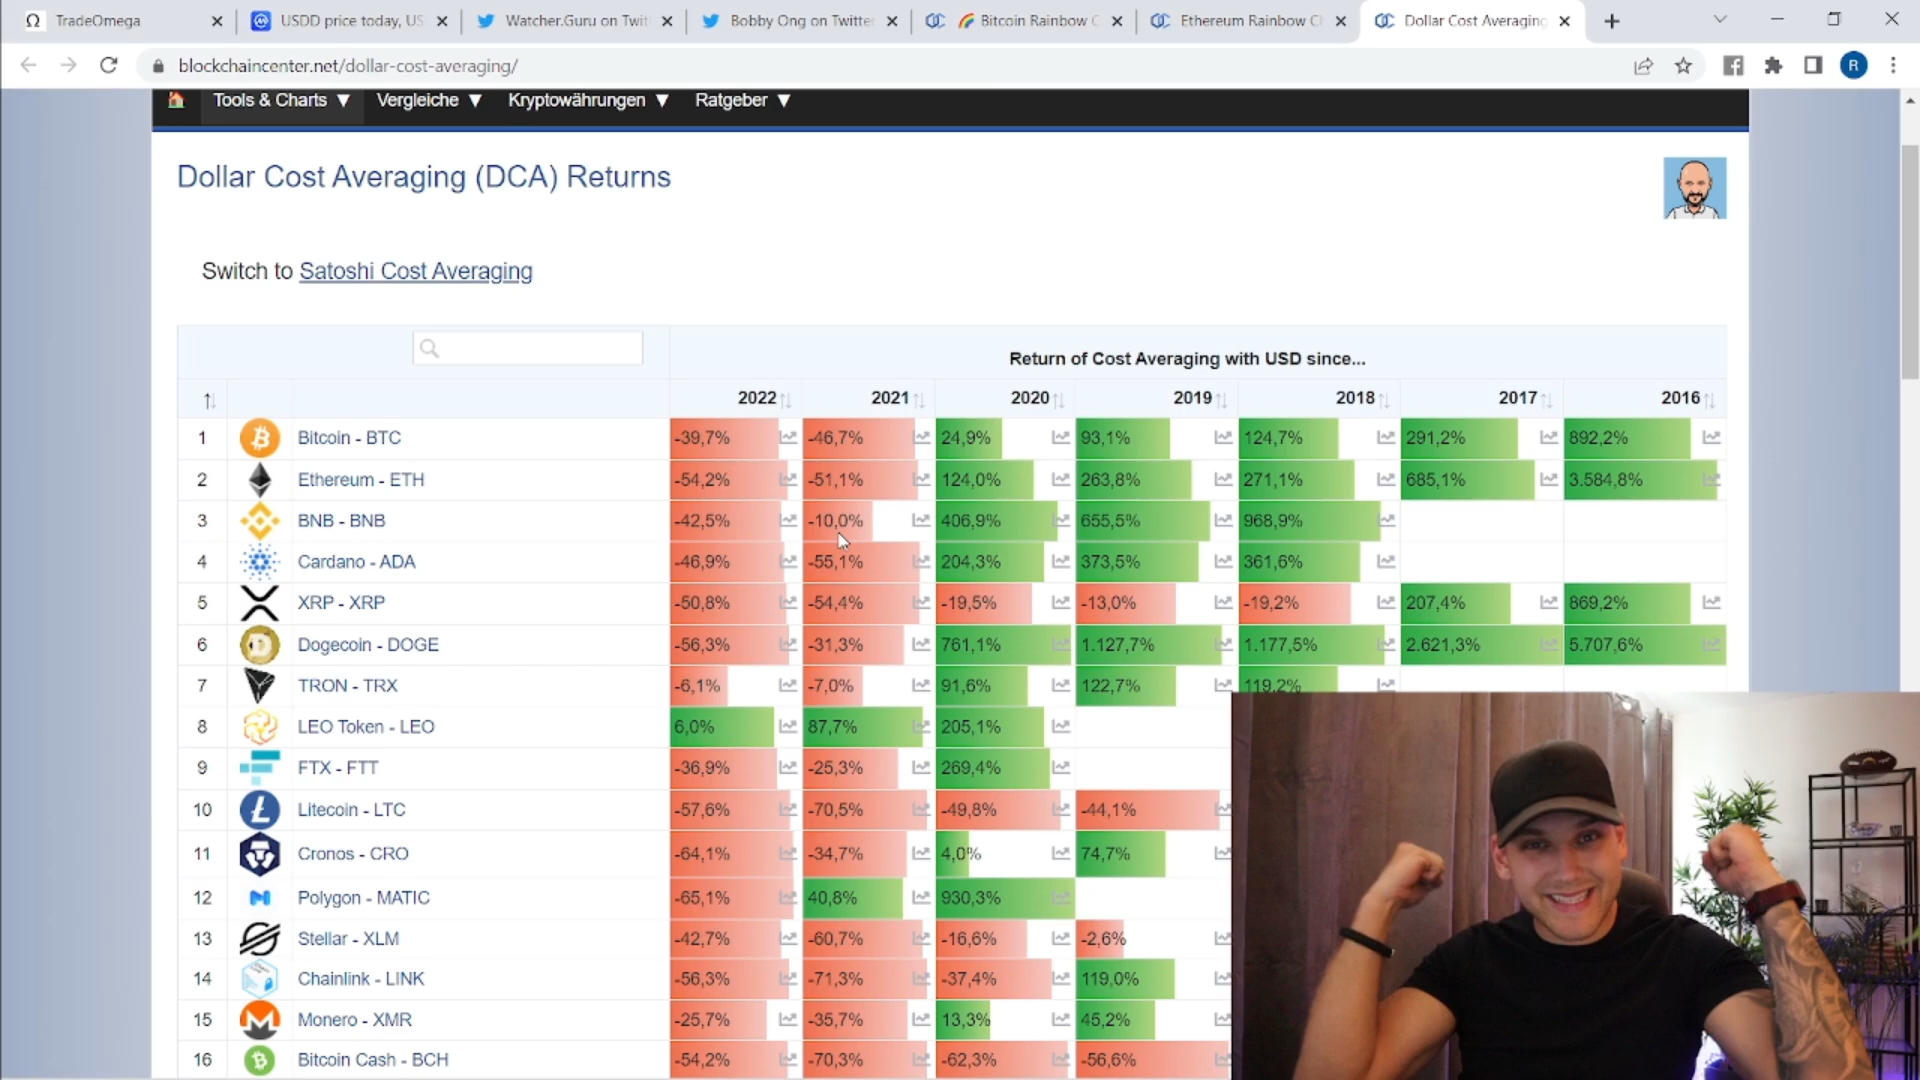 TradeOmega
USDD price today, US
Watcher.Guru on Twit
Bobby Ong on Twitte
Bitcoin Rainbow C
Ethereum Rainbow Ch
Dollar Cost Averaging
blockchaincenter.net/dollar-cost-averaging/
R
Tools & Charts ▼ Vergleiche ▼ Kryptowährungen ▼ Ratgeber ▼
Dollar Cost Averaging (DCA) Returns
Switch to Satoshi Cost Averaging
Return of Cost Averaging with USD since...
2022 2021 2020 2019 2018 2017 2016
1 Bitcoin - BTC -39,7% -46,7% 24,9% 93,1% 124,7% 291,2% 892,2%
2 Ethereum - ETH -54,2% -51,1% 124,0% 263,8% 271,1% 685,1% 3.584,8%
3 BNB - BNB -42,5% -10,0% 406,9% 655,5% 968,9%
4 Cardano - ADA -46,9% -55,1% 204,3% 373,5% 361,6%
5 XRP - XRP -50,8% -54,4% -19,5% -13,0% -19,2% 207,4% 869,2%
6 Dogecoin - DOGE -56,3% -31,3% 761,1% 1.127,7% 1.177,5% 2.621,3% 5.707,6%
7 TRON - TRX -6,1% -7,0% 91,6% 122,7% 119,2%
8 LEO Token - LEO 6,0% 87,7% 205,1%
9 FTX - FTT -36,9% -25,3% 269,4%
10 Litecoin - LTC -57,6% -70,5% -49,8% -44,1%
11 Cronos - CRO -64,1% -34,7% 4,0% 74,7%
12 Polygon - MATIC -65,1% 40,8% 930,3%
13 Stellar - XLM -42,7% -60,7% -16,6% -2,6%
14 Chainlink - LINK -56,3% -71,3% -37,4% 119,0%
15 Monero - XMR -25,7% -35,7% 13,3% 45,2%
16 Bitcoin Cash - BCH -54,2% -70,3% -62,3% -56,6%